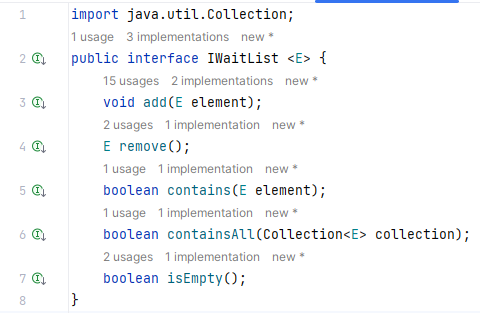 1 import java.util.Collection;
1 usage 3 implementations new *
2 public interface IWaitList <E> {
15 usages 2 implementations new *
3 void add(E element);
2 usages 1 implementation new *
4 E remove();
1 usage 1 implementation new *
5 boolean contains(E element);
1 usage 1 implementation new *
6 boolean containsAll(Collection<E> collection);
2 usages 1 implementation new *
7 boolean isEmpty();
8 }